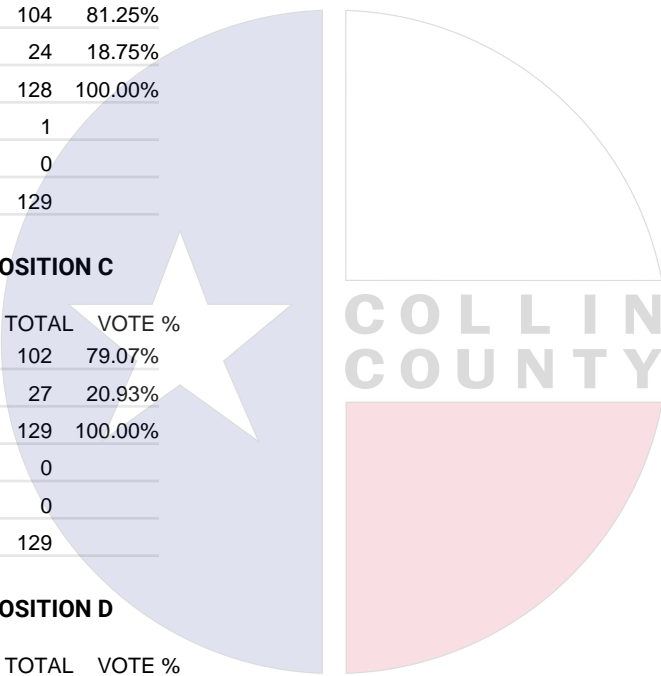 104 81.25%
24 18.75%
128 100.00%
1
0
129
OSITION C
TOTAL VOTE %
102 79.07%
27 20.93%
129 100.00%
0
0
129
OSITION D
TOTAL VOTE %
COLLIN
COUNTY